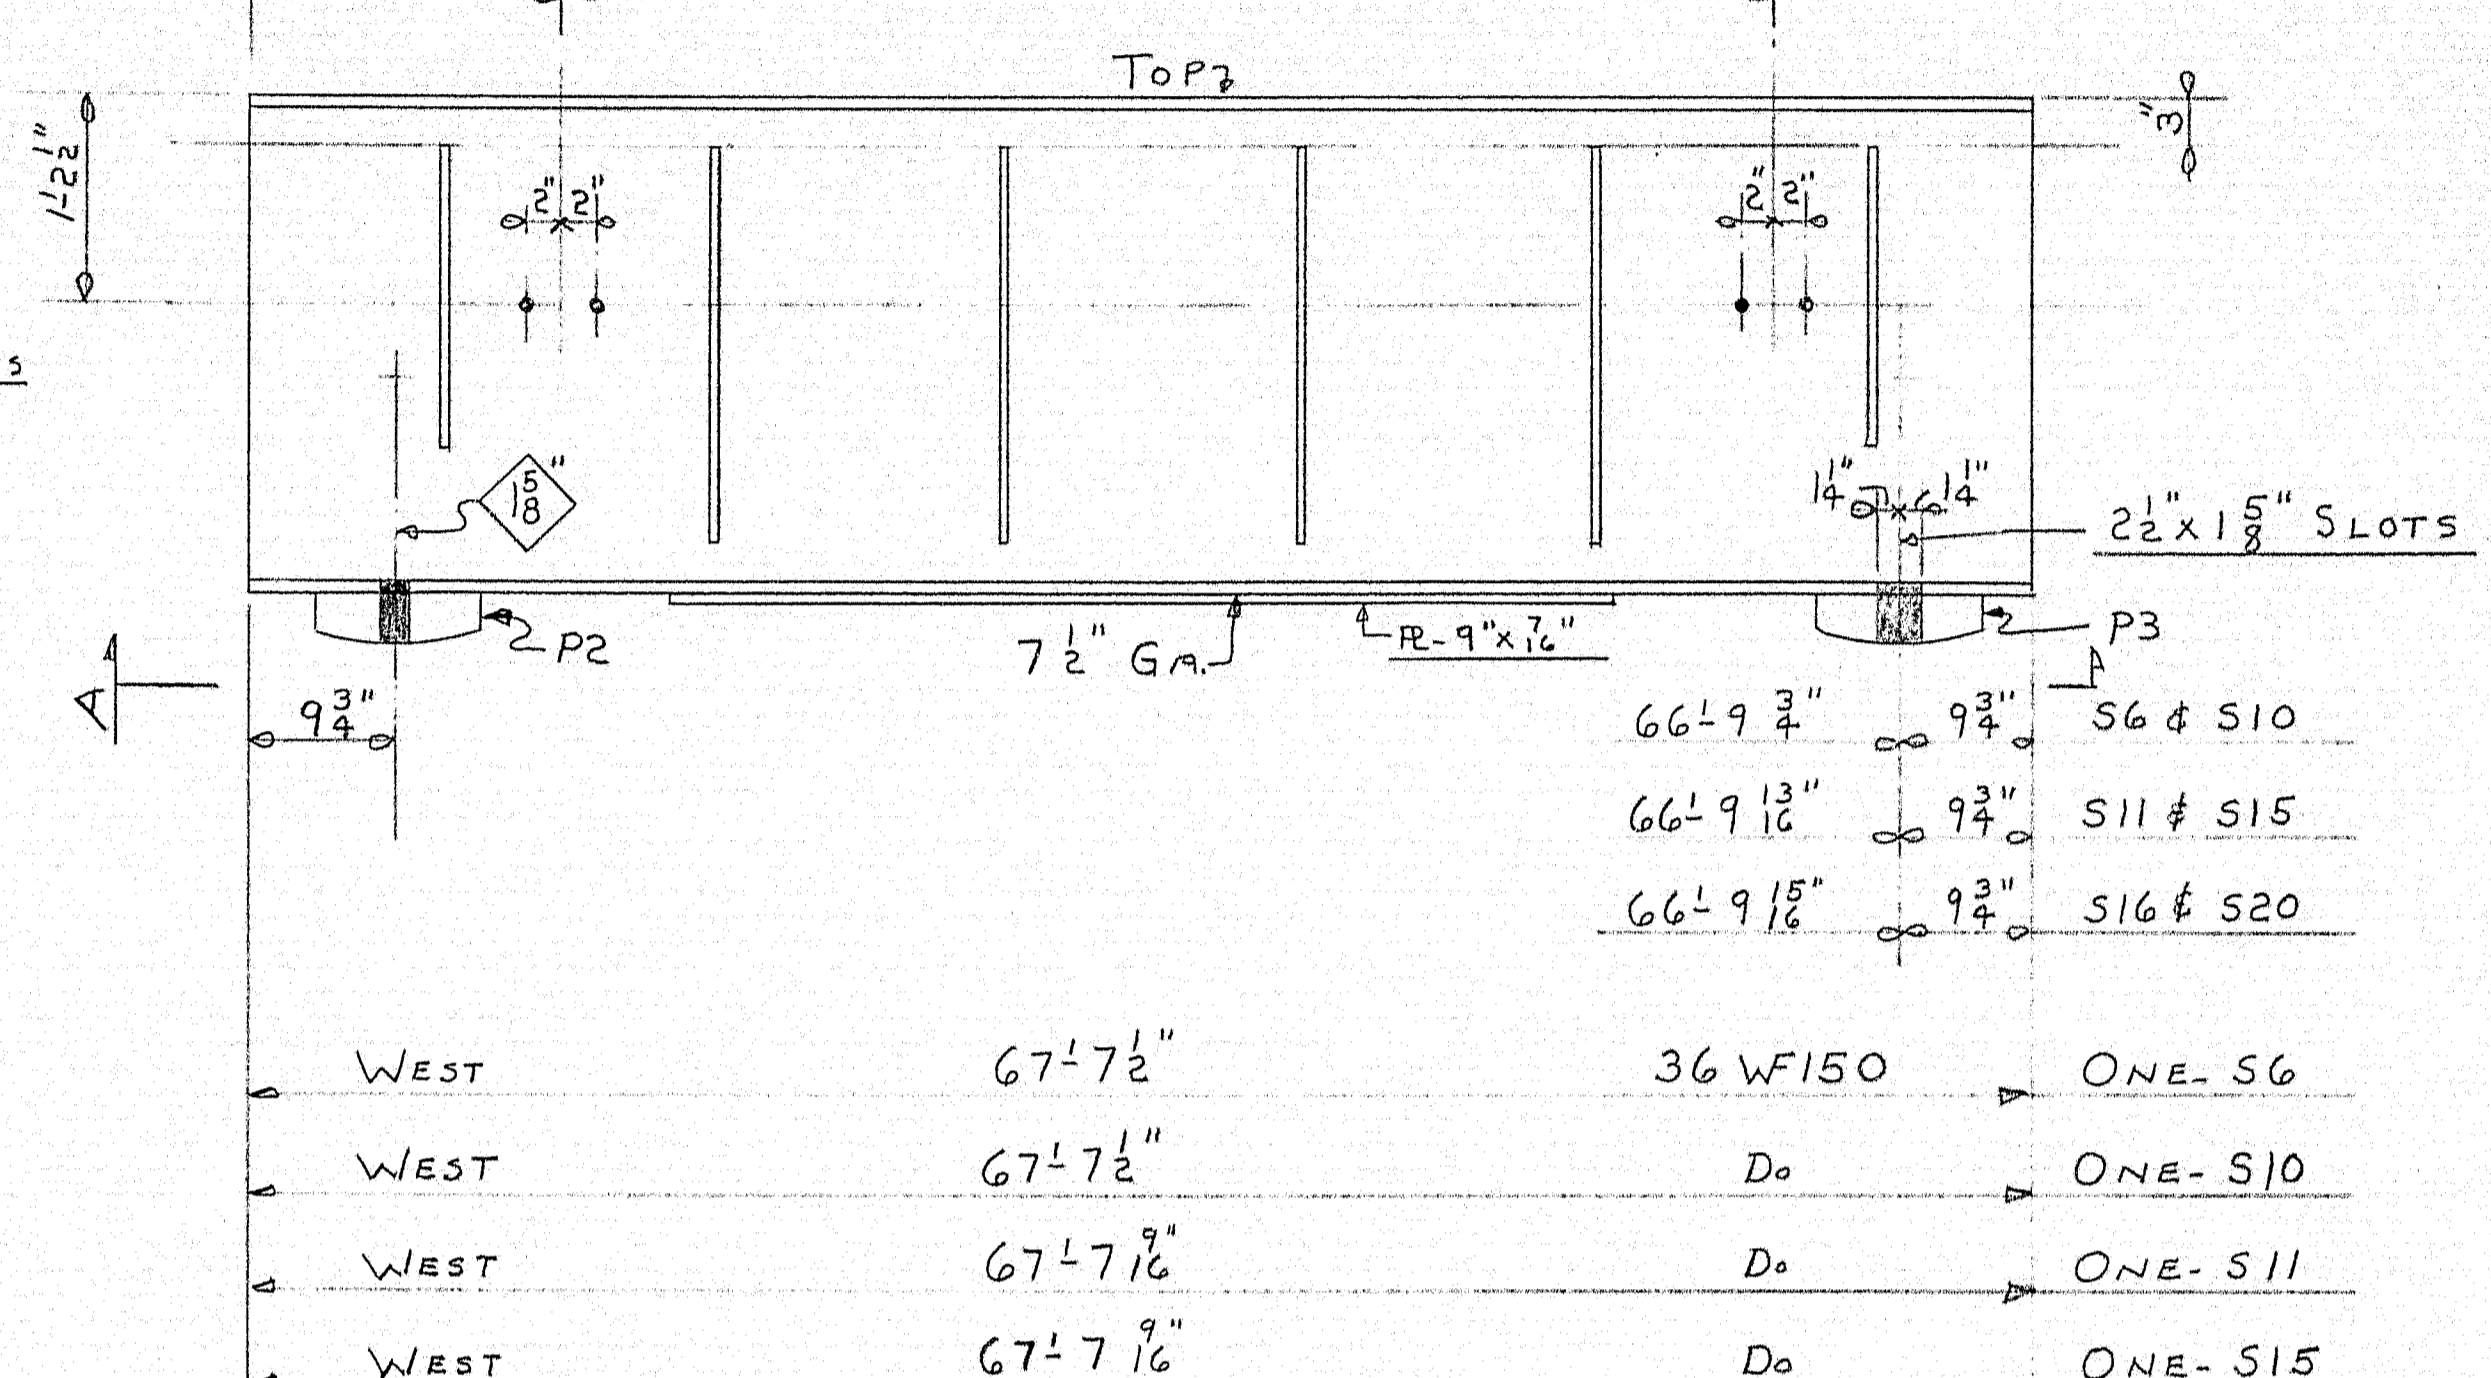 TOP
1'-2 1/2"
3"
2" 2"
2" 2"
S
1 5/8"
1 1/4" 1 1/4"
2 1/2" x 1 5/8" SLOTS
P2
7 1/2" GA.
PL-9"x 7/16"
P3
A
A
9 3/4"
66'-9 3/4" 9 3/4" S6 & S10
66'-9 13/16" 9 3/4" S11 & S15
66'-9 15/16" 9 3/4" S16 & S20
WEST 67'-7 1/2" 36 WF150 ONE-S6
WEST 67'-7 1/2" Do ONE-S10
WEST 67'-7 9/16" Do ONE-S11
WEST 67'-7 9/16" Do ONE-S15